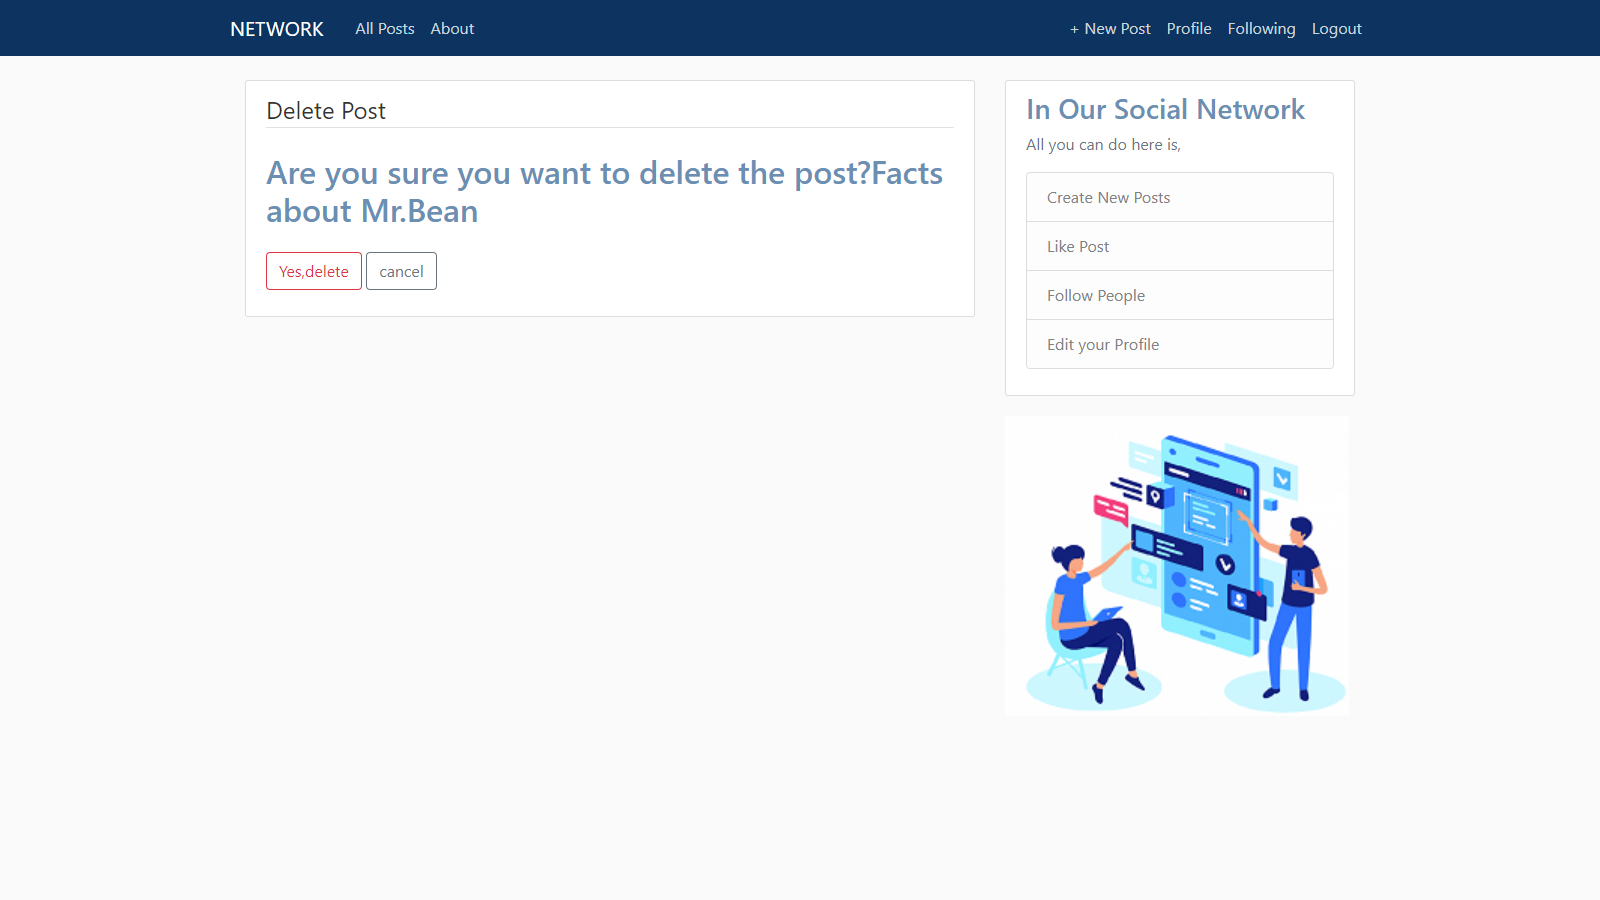 NETWORK All Posts About + New Post Profile Following Logout
Delete Post
Are you sure you want to delete the post?Facts
about Mr.Bean
Yes,delete cancel
In Our Social Network
All you can do here is,
Create New Posts
Like Post
Follow People
Edit your Profile